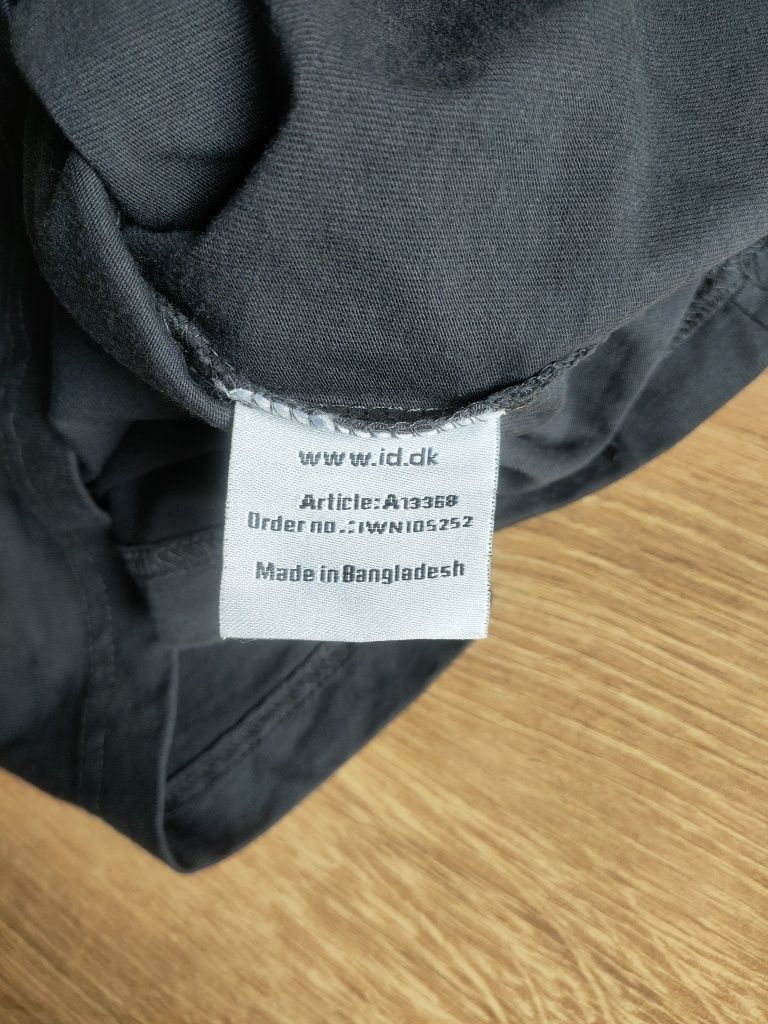 www.id.dk
Article:A13368
Order no.:IWN105252
Made in Bangladesh